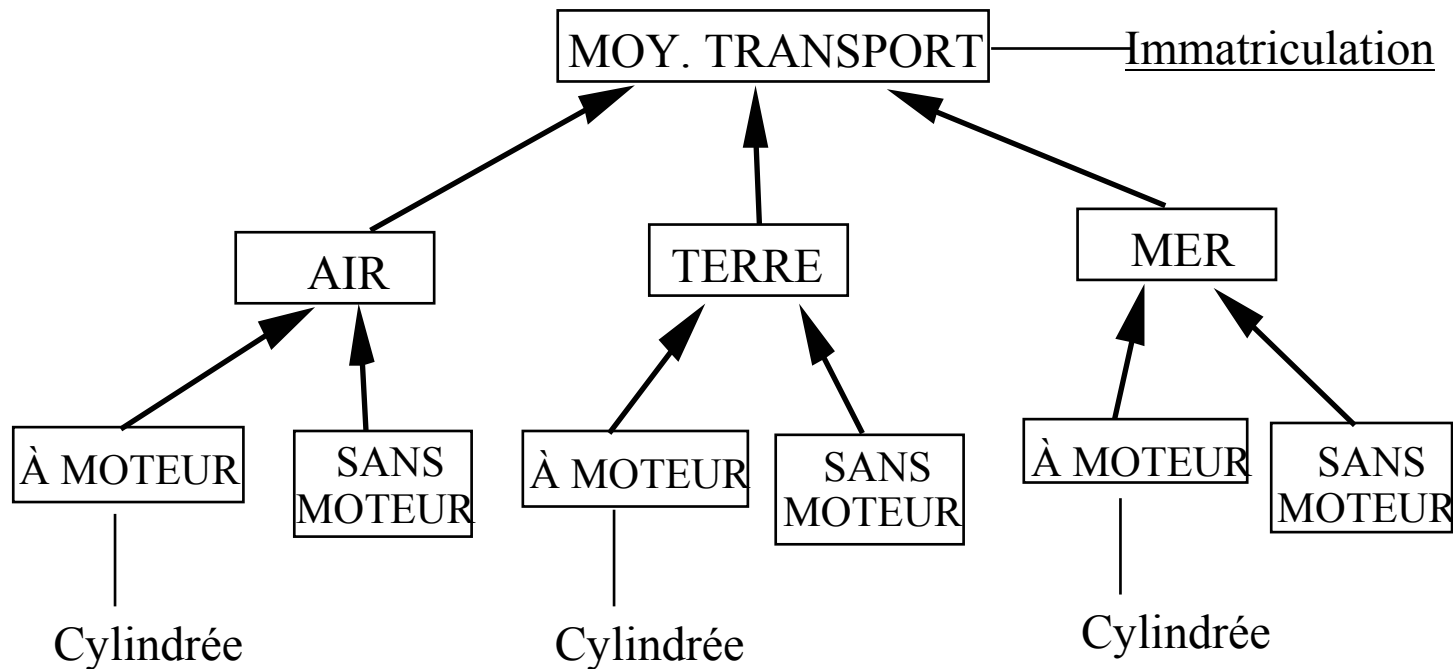 MOY. TRANSPORT
Immatriculation
AIR
TERRE
MER
À MOTEUR
SANS
MOTEUR
À MOTEUR
SANS
MOTEUR
À MOTEUR
SANS
MOTEUR
Cylindrée
Cylindrée
Cylindrée